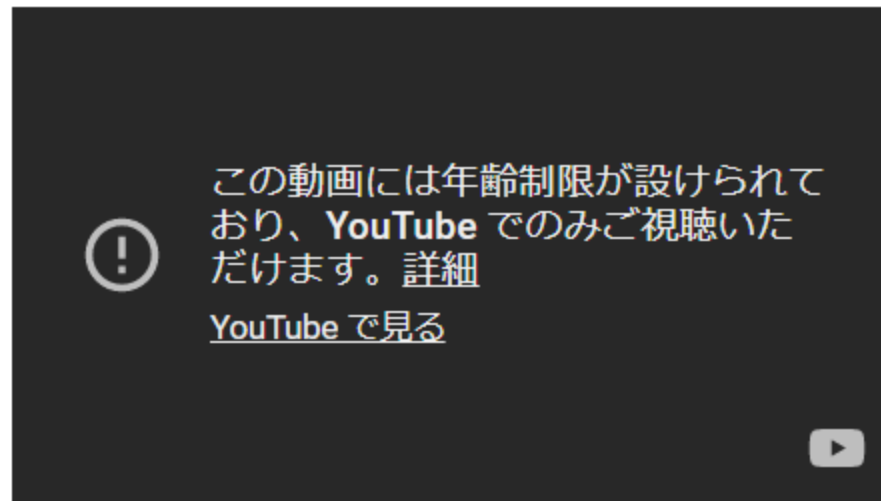 この動画には年齢制限が設けられて
おり、YouTube でのみご視聴いた
だけます。詳細
YouTube で見る